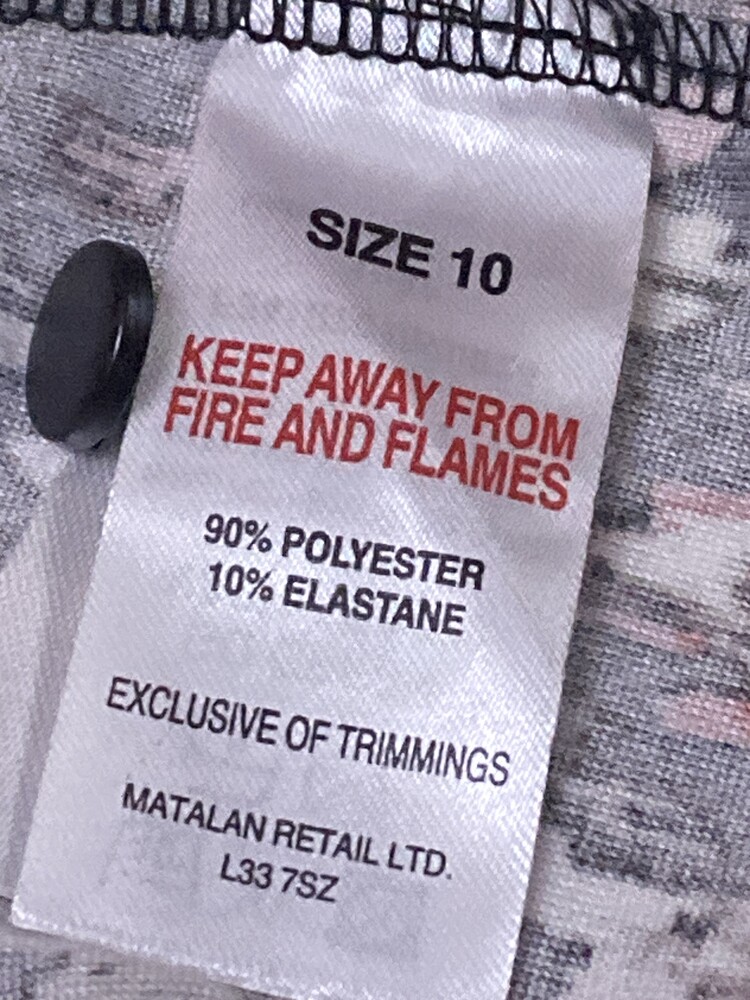 SIZE 10
KEEP AWAY FROM
FIRE AND FLAMES
90% POLYESTER
10% ELASTANE
EXCLUSIVE OF TRIMMINGS
MATALAN RETAIL LTD.
L33 7SZ